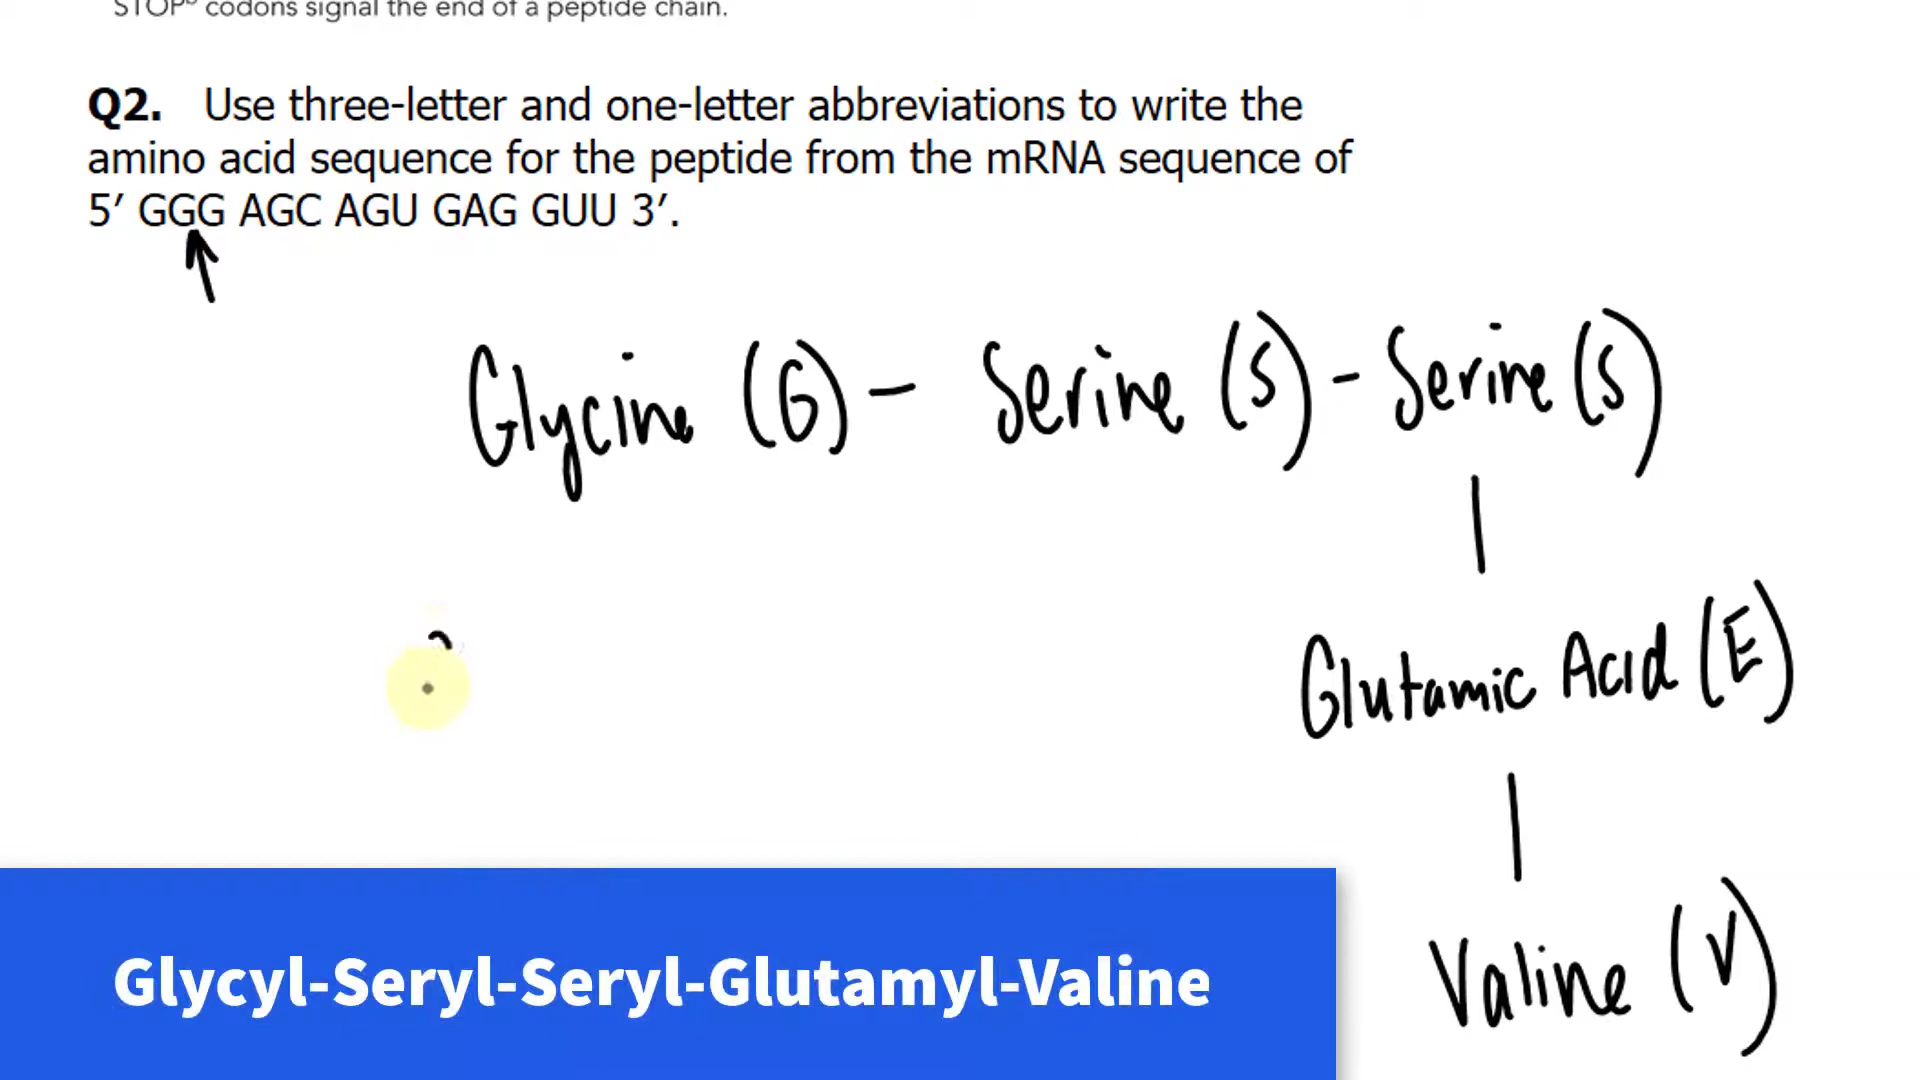 STOP codons signal the end of a peptide chain.
Q2. Use three-letter and one-letter abbreviations to write the
amino acid sequence for the peptide from the mRNA sequence of
5′ GGG AGC AGU GAG GUU 3′.
Glycine (G) – Serine (S) - Serine (S)
Glutamic Acid (E)
Valine (V)
Glycyl-Seryl-Seryl-Glutamyl-Valine